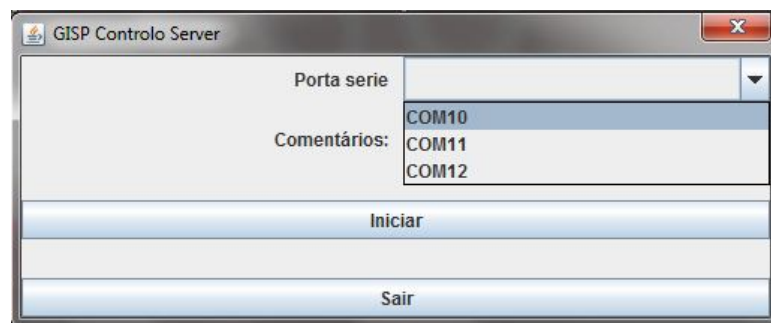 GISP Controlo Server
Porta serie
COM10
Comentários:
COM11
COM12
Iniciar
Sair